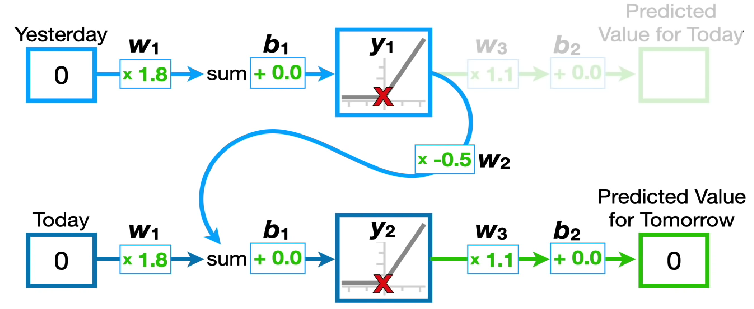 Yesterday
0
w1
× 1.8
sum
b1
+ 0.0
y1
w3
× 1.1
b2
+ 0.0
Predicted
Value for Today
× -0.5 w2
Today
0
w1
× 1.8
sum
b1
+ 0.0
y2
w3
× 1.1
b2
+ 0.0
Predicted Value
for Tomorrow
0